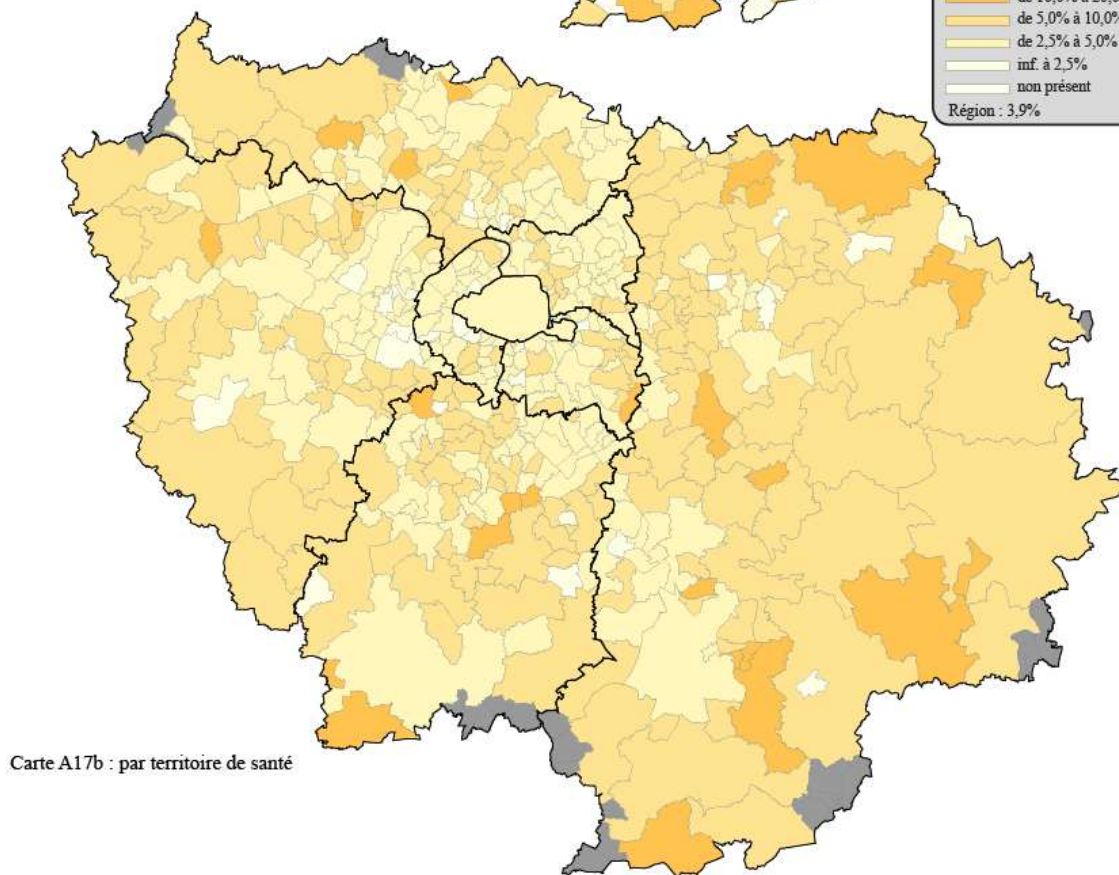 de 5,0% à 10,0%
de 2,5% à 5,0%
inf. à 2,5%
non présent
Région : 3,9%
Carte A17b : par territoire de santé